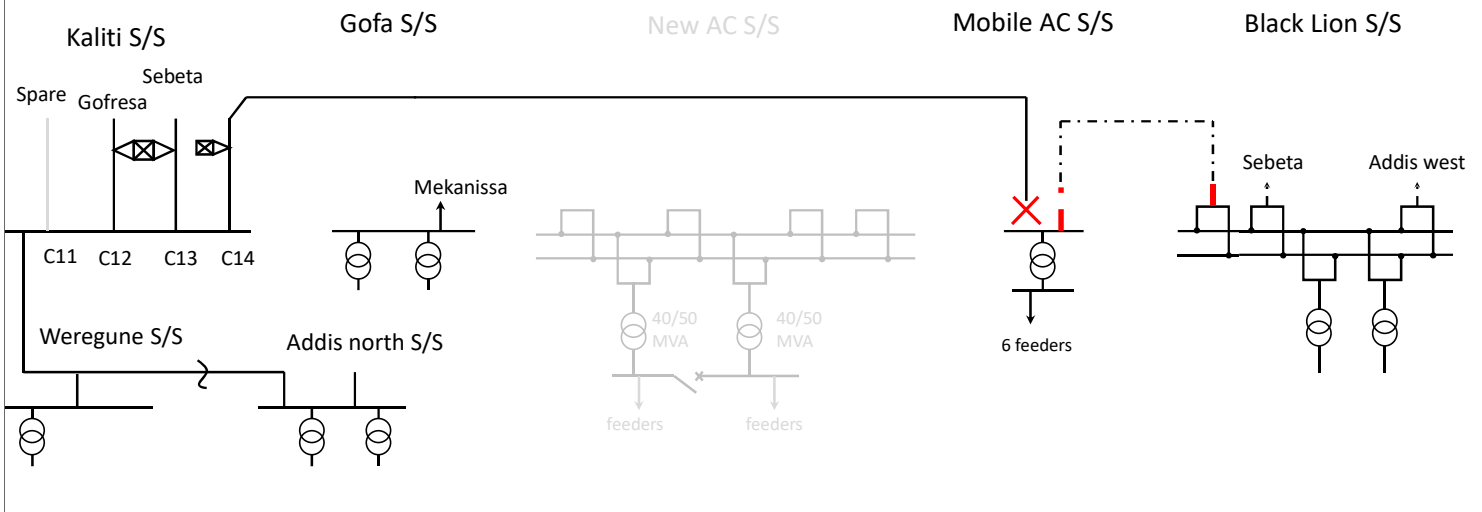 Kaliti S/S
Gofa S/S
New AC S/S
Mobile AC S/S
Black Lion S/S
Spare
Gofresa
Sebeta
Mekanissa
Sebeta
Addis west
C11
C12
C13
C14
40/50
MVA
40/50
MVA
6 feeders
Weregune S/S
Addis north S/S
feeders
feeders